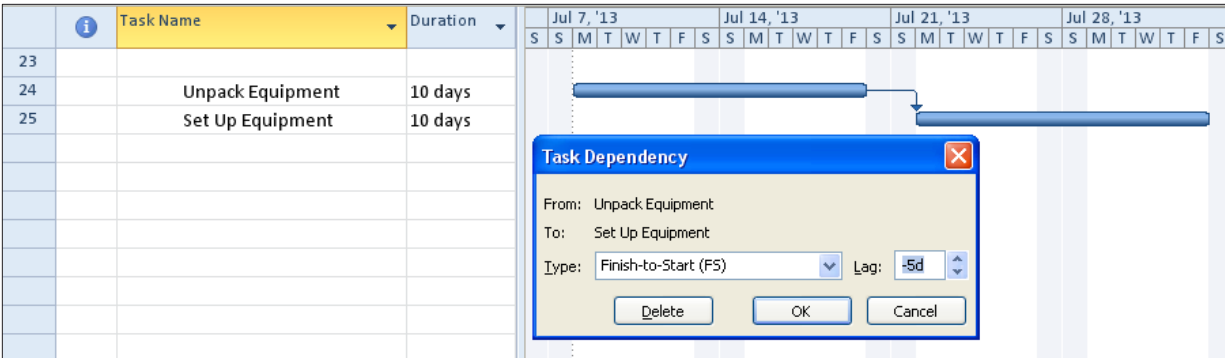 Task Name Duration Jul 7, '13 Jul 14, '13 Jul 21, '13 Jul 28, '13
S S M T W T F S S M T W T F S S M T W T F S S M T W T F S
23
24 Unpack Equipment 10 days
25 Set Up Equipment 10 days
Task Dependency
From: Unpack Equipment
To: Set Up Equipment
Type: Finish-to-Start (FS) Lag: -5d
Delete OK Cancel